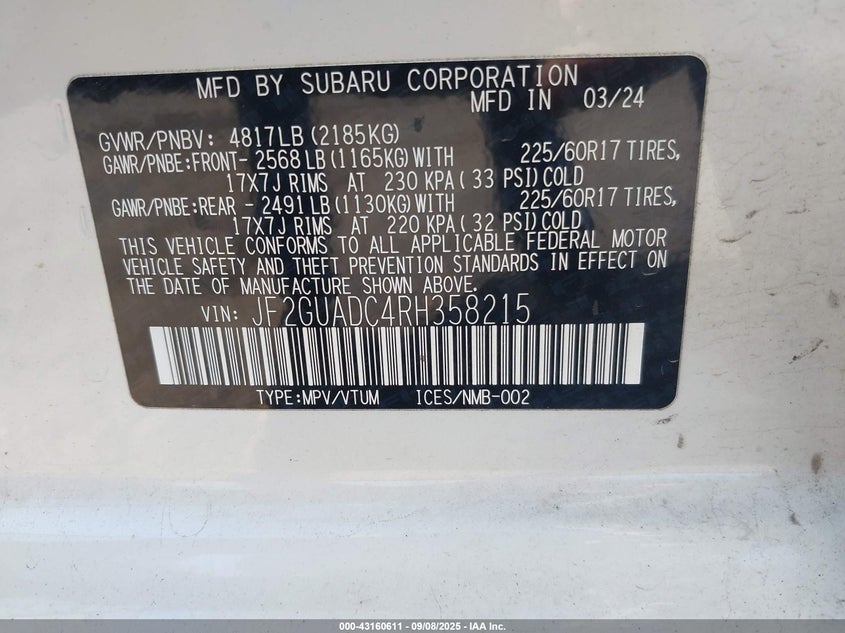 MFD BY SUBARU CORPORATION
MFD IN 03/24
GVWR/PNBV: 4817LB (2185KG)
GAWR/PNBE:FRONT- 2568 LB (1165KG) WITH 225/60R17 TIRES,
17X7J RIMS AT 230 KPA ( 33 PSI) COLD
GAWR/PNBE:REAR - 2491 LB (1130KG) WITH 225/60R17 TIRES,
17X7J RIMS AT 220 KPA ( 32 PSI) COLD
THIS VEHICLE CONFORMS TO ALL APPLICABLE FEDERAL MOTOR
VEHICLE SAFETY AND THEFT PREVENTION STANDARDS IN EFFECT ON
THE DATE OF MANUFACTURE SHOWN ABOVE.
VIN: JF2GUADC4RH358215
TYPE:MPV/VTUM ICES/NMB-002
000-43160611 - 09/08/2025 - IAA Inc.